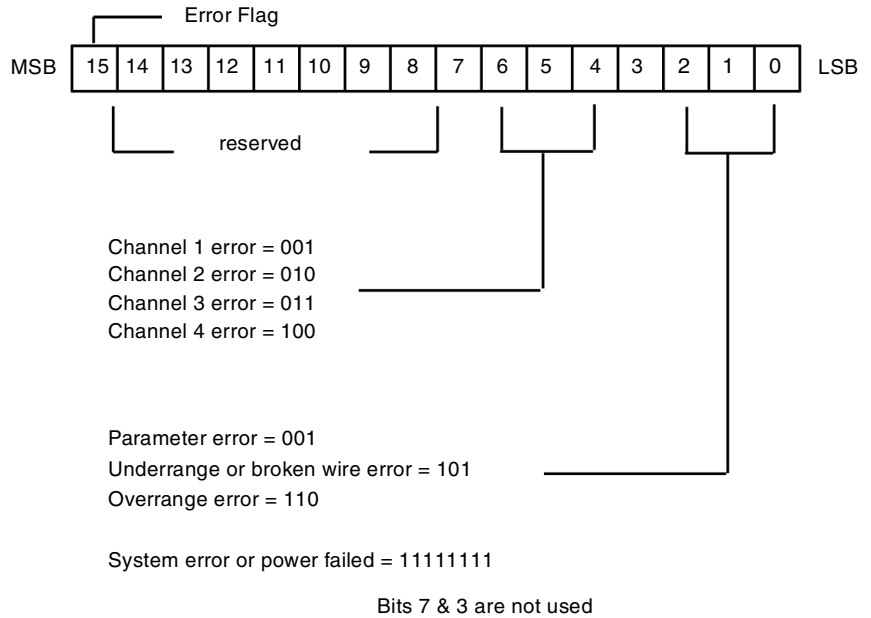 Error Flag
MSB 15 14 13 12 11 10 9 8 7 6 5 4 3 2 1 0 LSB
reserved
Channel 1 error = 001
Channel 2 error = 010
Channel 3 error = 011
Channel 4 error = 100
Parameter error = 001
Underrange or broken wire error = 101
Overrange error = 110
System error or power failed = 11111111
Bits 7 & 3 are not used